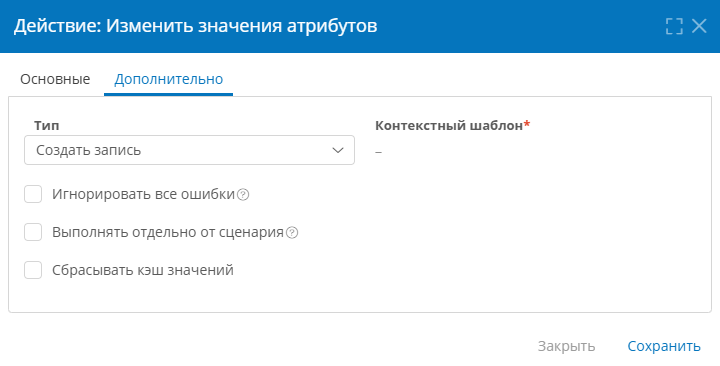 Действие: Изменить значения атрибутов
Основные Дополнительно
Тип Контекстный шаблон*
Создать запись –
Игнорировать все ошибки ?
Выполнять отдельно от сценария ?
Сбрасывать кэш значений
Закрыть Сохранить